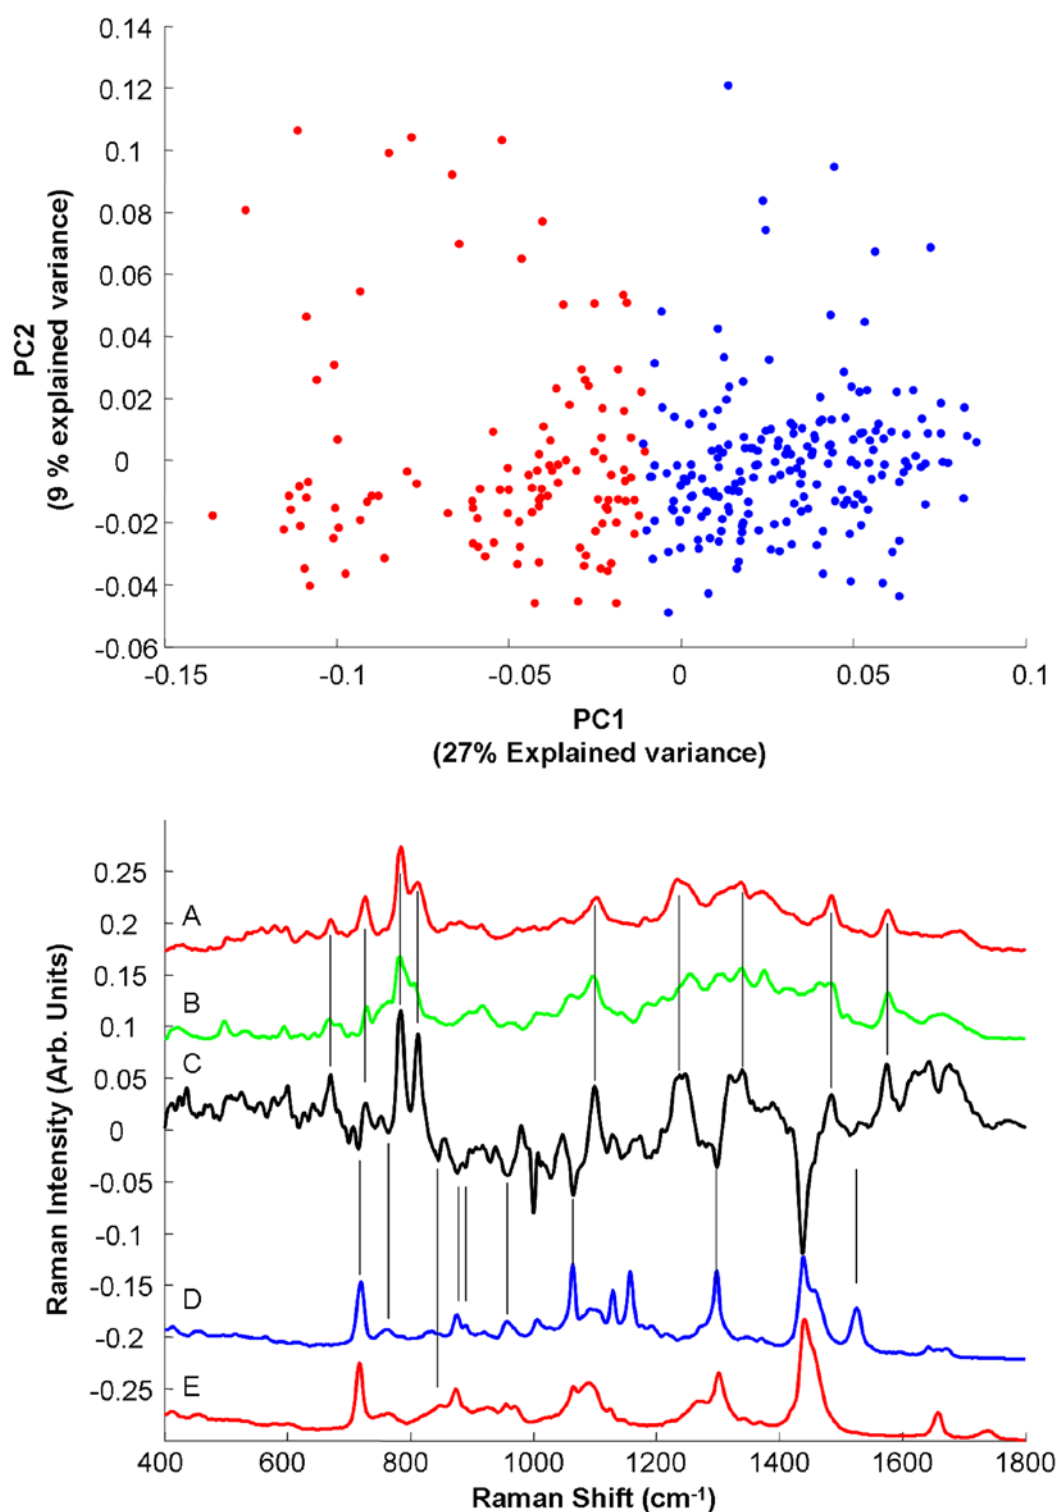 0.14
0.12
0.1
0.08
0.06
0.04
0.02
0
-0.02
-0.04
-0.06
PC2
(9 % explained variance)
-0.15 -0.1 -0.05 0 0.05 0.1
PC1
(27% Explained variance)
0.25
A
0.2
0.15
B
0.1
C
0.05
0
-0.05
-0.1
-0.15
D
-0.2
E
-0.25
Raman Intensity (Arb. Units)
400 600 800 1000 1200 1400 1600 1800
Raman Shift (cm-1)